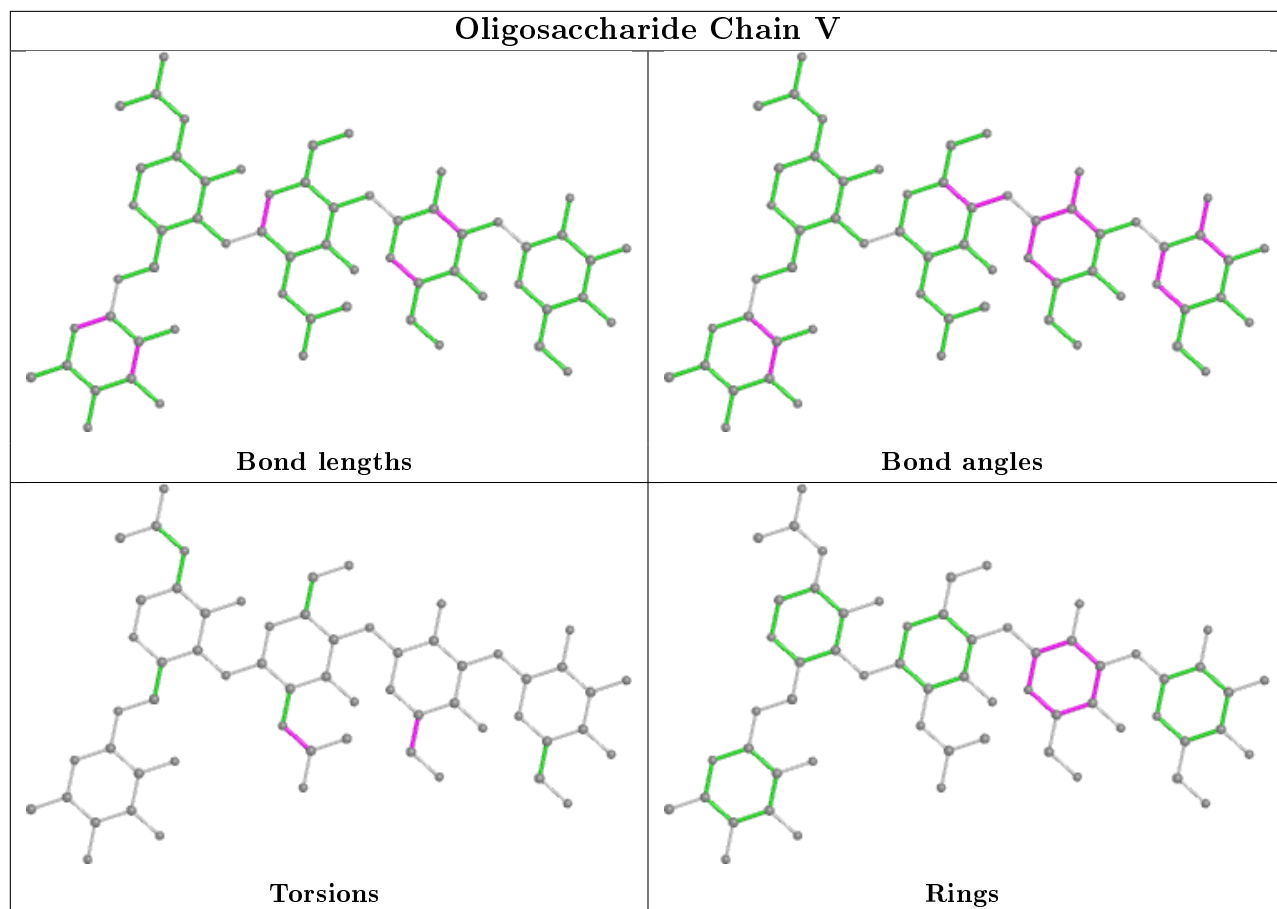 Oligosaccharide Chain V
Bond lengths
Bond angles
Torsions
Rings